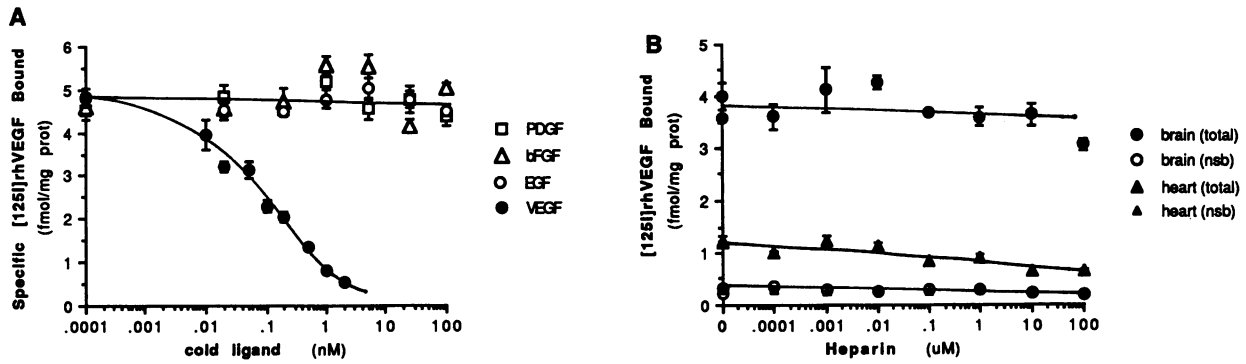 A
Specific [125I]rhVEGF Bound
(fmol/mg prot)
6
5
4
3
2
1
0
.0001 .001 .01 .1 1 10 100
cold ligand (nM)
PDGF
bFGF
EGF
VEGF
B
[125I]rhVEGF Bound
(fmol/mg prot)
5
4
3
2
1
0
0 .0001 .001 .01 .1 1 10 100
Heparin (uM)
brain (total)
brain (nsb)
heart (total)
heart (nsb)